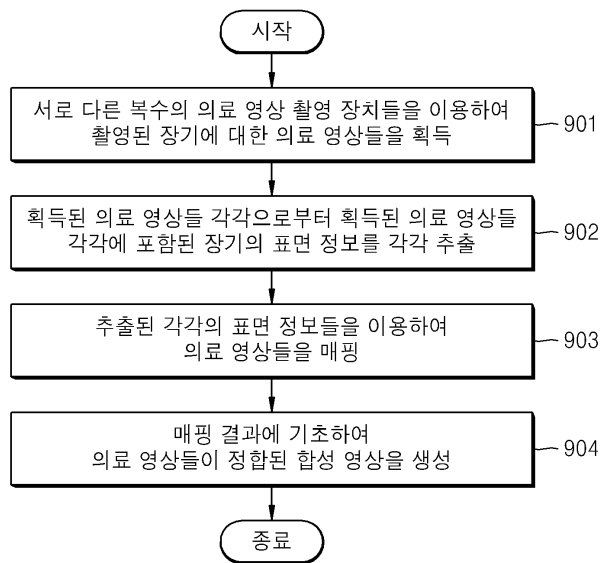 시작
서로 다른 복수의 의료 영상 촬영 장치들을 이용하여
촬영된 장기에 대한 의료 영상들을 획득
901
획득된 의료 영상들 각각으로부터 획득된 의료 영상들
각각에 포함된 장기의 표면 정보를 각각 추출
902
추출된 각각의 표면 정보들을 이용하여
의료 영상들을 매핑
903
매핑 결과에 기초하여
의료 영상들이 정합된 합성 영상을 생성
904
종료